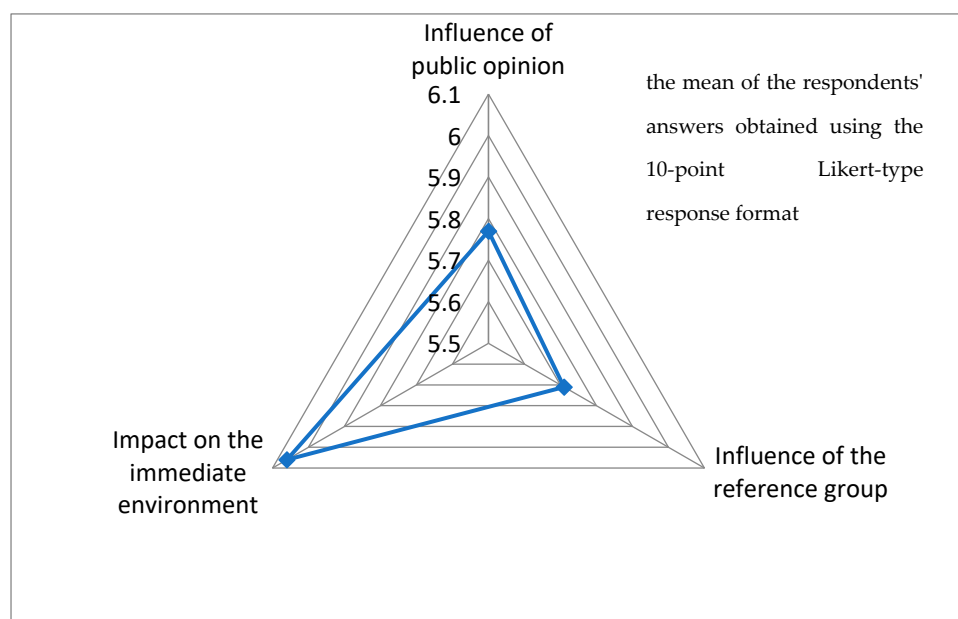 Influence of
public opinion
the mean of the respondents'
answers obtained using the
10-point Likert-type
response format
6.1
6
5.9
5.8
5.7
5.6
5.5
Impact on the
immediate
environment
Influence of the
reference group